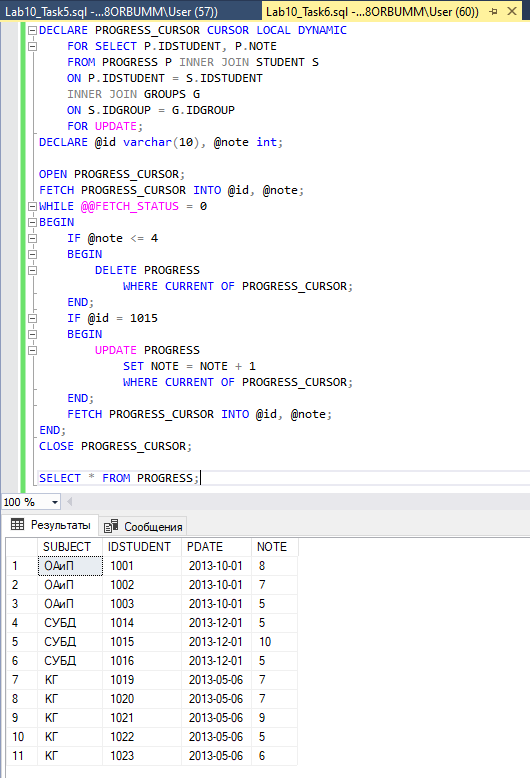 Lab10_Task5.sql -...8ORBUMM\User (57))
Lab10_Task6.sql -...8ORBUMM\User (60))
DECLARE PROGRESS_CURSOR CURSOR LOCAL DYNAMIC
FOR SELECT P.IDSTUDENT, P.NOTE
FROM PROGRESS P INNER JOIN STUDENT S
ON P.IDSTUDENT = S.IDSTUDENT
INNER JOIN GROUPS G
ON S.IDGROUP = G.IDGROUP
FOR UPDATE;
DECLARE @id varchar(10), @note int;
OPEN PROGRESS_CURSOR;
FETCH PROGRESS_CURSOR INTO @id, @note;
WHILE @@FETCH_STATUS = 0
BEGIN
IF @note <= 4
BEGIN
DELETE PROGRESS
WHERE CURRENT OF PROGRESS_CURSOR;
END;
IF @id = 1015
BEGIN
UPDATE PROGRESS
SET NOTE = NOTE + 1
WHERE CURRENT OF PROGRESS_CURSOR;
END;
FETCH PROGRESS_CURSOR INTO @id, @note;
END;
CLOSE PROGRESS_CURSOR;
SELECT * FROM PROGRESS;
100 %
Результаты Сообщения
SUBJECT IDSTUDENT PDATE NOTE
1 ОАиП 1001 2013-10-01 8
2 ОАиП 1002 2013-10-01 7
3 ОАиП 1003 2013-10-01 5
4 СУБД 1014 2013-12-01 5
5 СУБД 1015 2013-12-01 10
6 СУБД 1016 2013-12-01 5
7 КГ 1019 2013-05-06 7
8 КГ 1020 2013-05-06 7
9 КГ 1021 2013-05-06 9
10 КГ 1022 2013-05-06 5
11 КГ 1023 2013-05-06 6